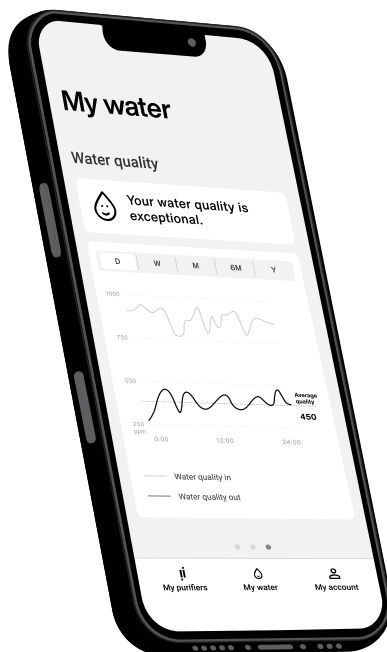 My water
Water quality
Your water quality is
exceptional.
D W M 6M Y
1000
750
500
Average
quality
450
250
ppm
0:00 12:00 24:00
Water quality in
Water quality out
My purifiers My water My account